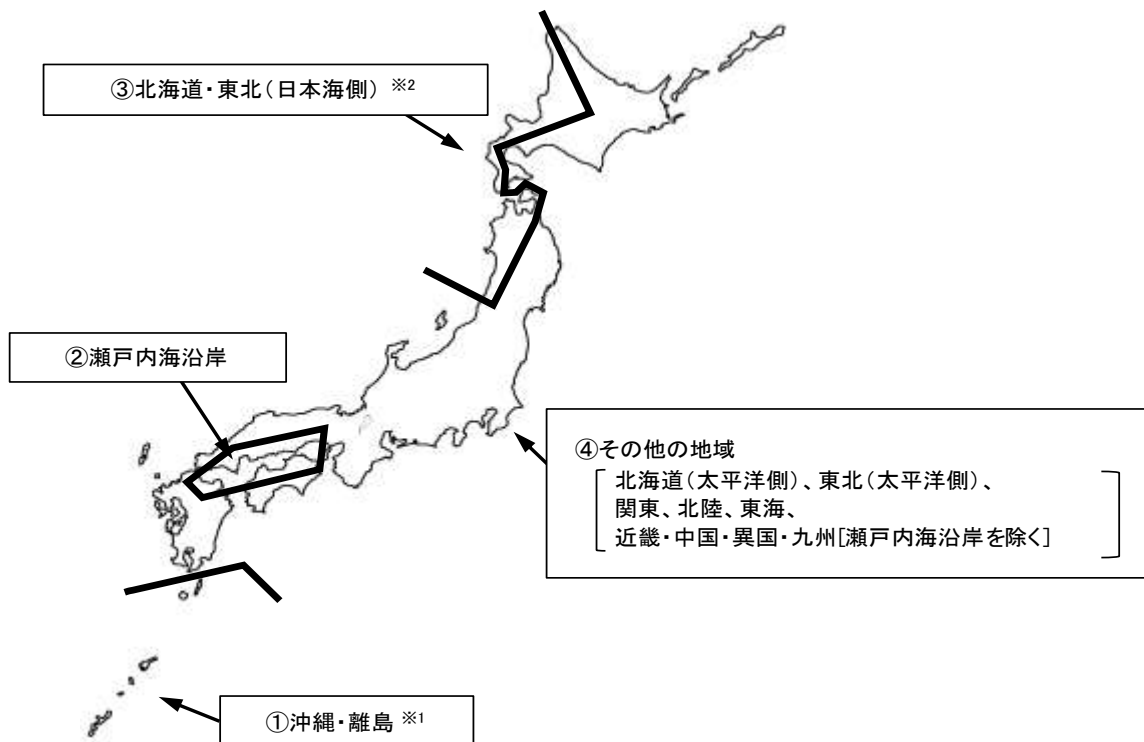 ③北海道・東北（日本海側） ※2
②瀬戸内海沿岸
④その他の地域
北海道（太平洋側）、東北（太平洋側）、
関東、北陸、東海、
近畿・中国・異国・九州[瀬戸内海沿岸を除く]
①沖縄・離島 ※1